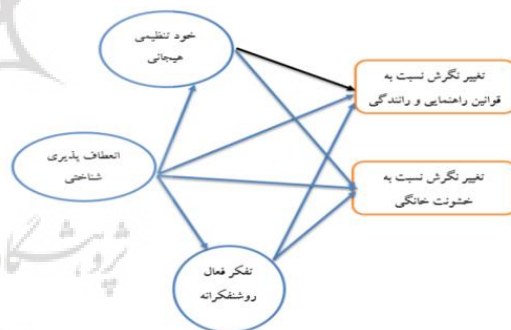 خود تنظیمی
هیجانی
تغییر نگرش نسبت به
قوانین راهنمایی و رانندگی
انعطاف پذیری
شناختی
تغییر نگرش نسبت به
خشونت خانگی
تفکر فعال
روشنفکرانه